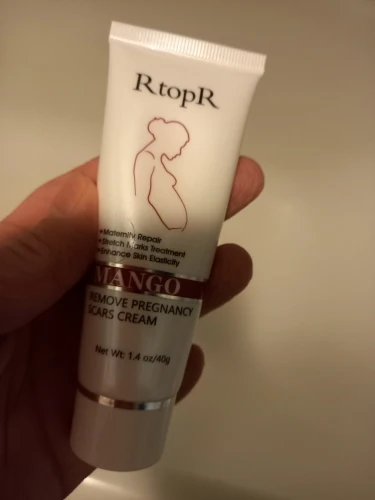 RtopR
•Maternity Repair
•Stretch Marks Treatment
•Enhance Skin Elasticity
MANGO
REMOVE PREGNANCY
SCARS CREAM
Net Wt: 1.4 oz/40g